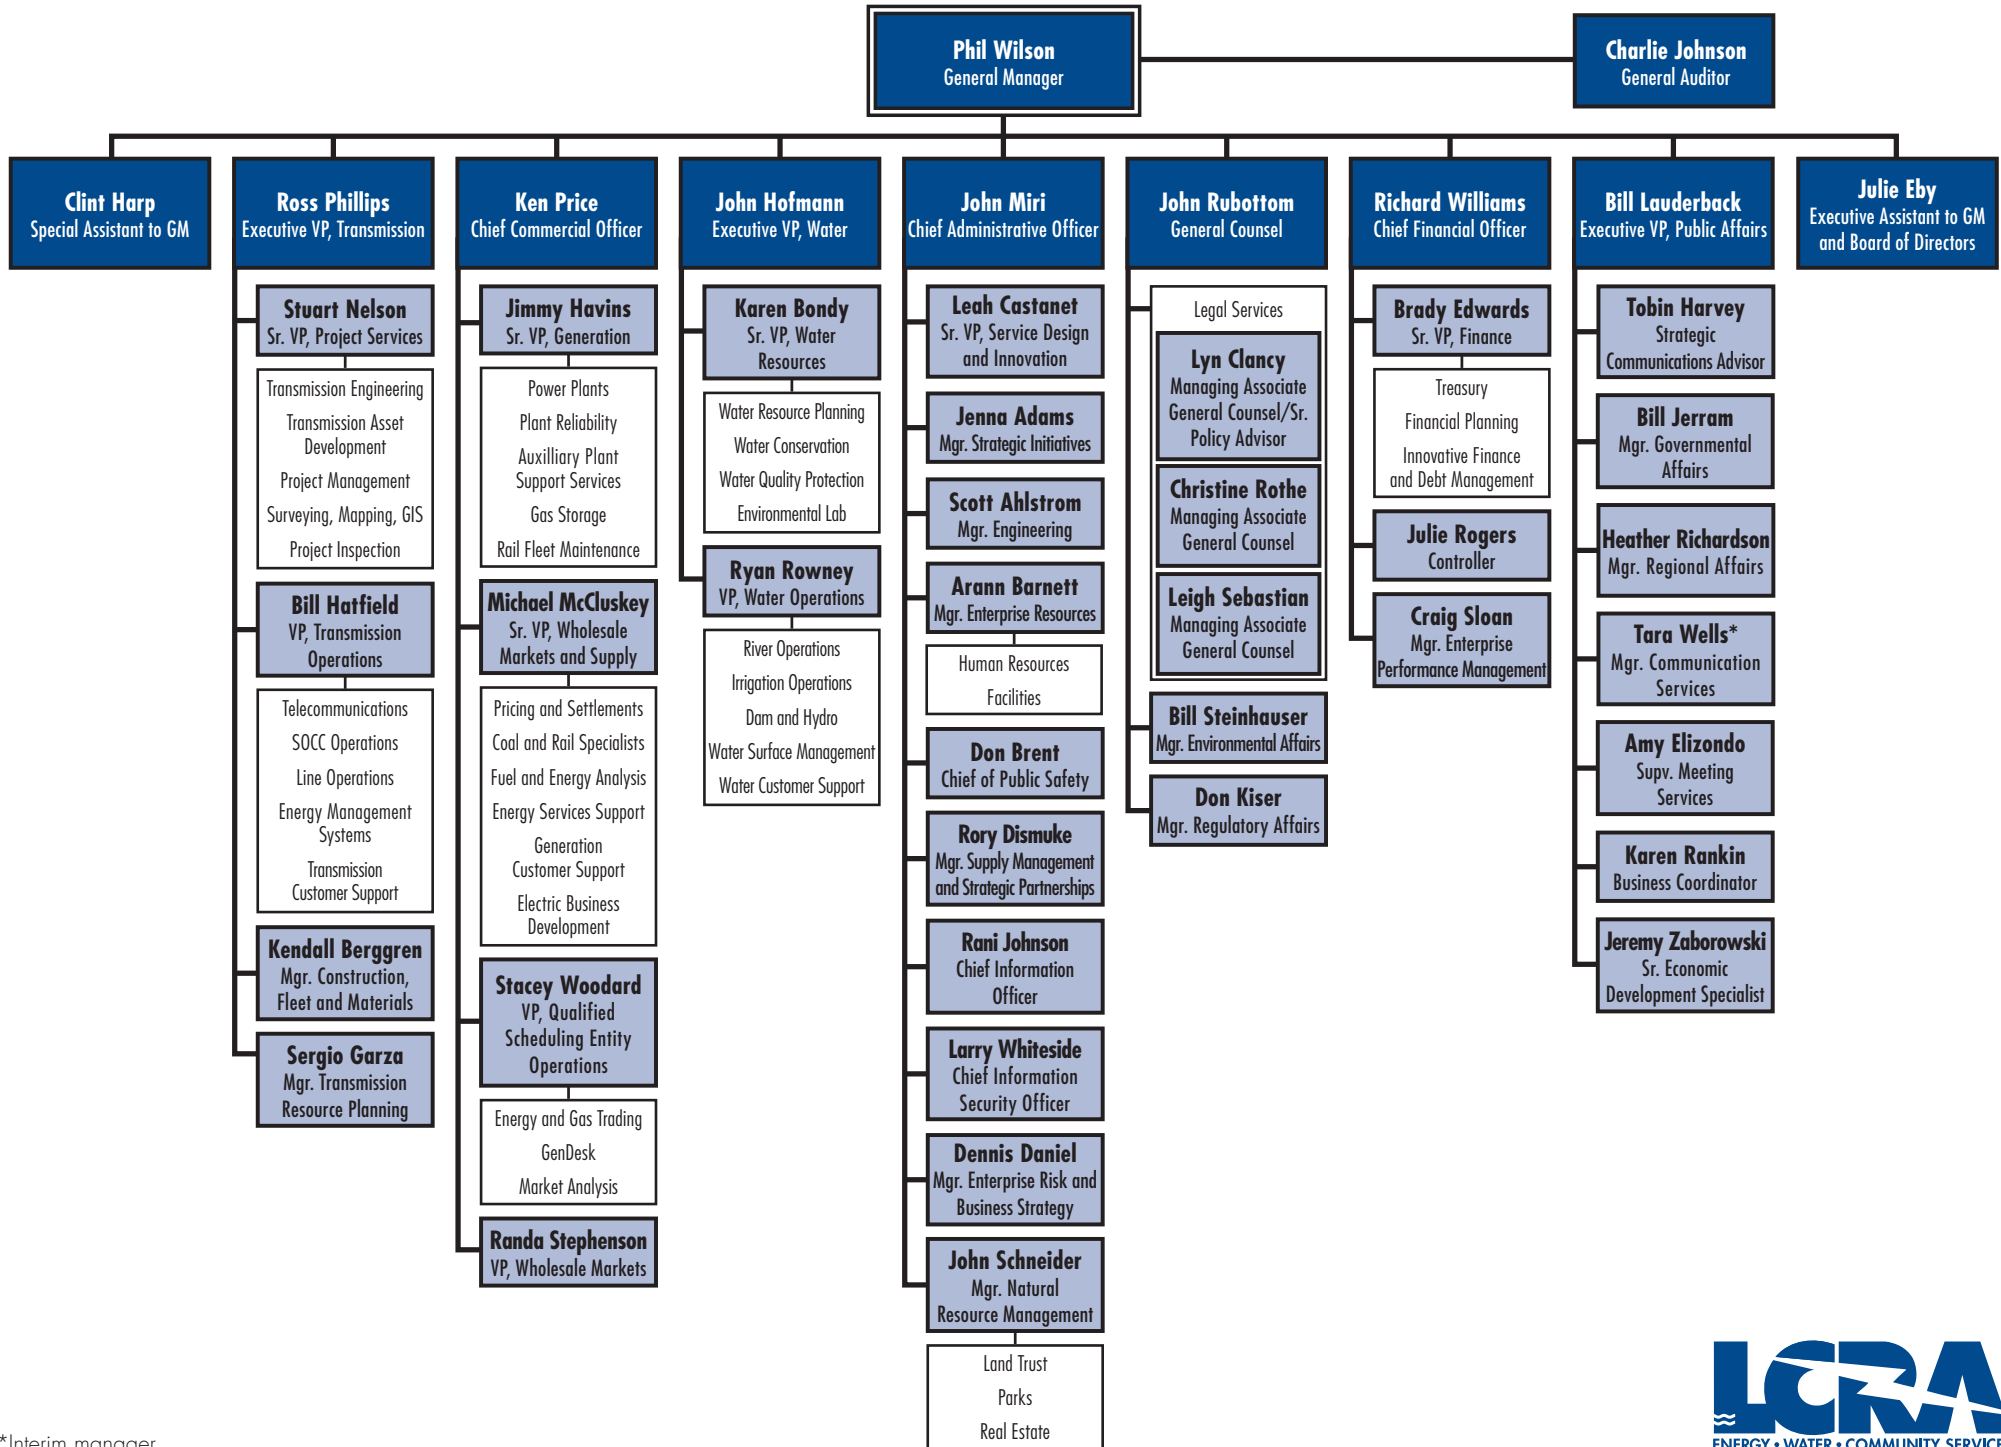 Phil Wilson
General Manager
Charlie Johnson
General Auditor
Clint Harp
Special Assistant to GM
Ross Phillips
Executive VP, Transmission
Stuart Nelson
Sr. VP, Project Services
Transmission Engineering
Transmission Asset
Development
Project Management
Surveying, Mapping, GIS
Project Inspection
Bill Hatfield
VP, Transmission
Operations
Telecommunications
SOCC Operations
Line Operations
Energy Management
Systems
Transmission
Customer Support
Kendall Berggren
Mgr. Construction,
Fleet and Materials
Sergio Garza
Mgr. Transmission
Resource Planning
Ken Price
Chief Commercial Officer
Jimmy Havins
Sr. VP, Generation
Power Plants
Plant Reliability
Auxilliary Plant
Support Services
Gas Storage
Rail Fleet Maintenance
Michael McCluskey
Sr. VP, Wholesale
Markets and Supply
Pricing and Settlements
Coal and Rail Specialists
Fuel and Energy Analysis
Energy Services Support
Generation
Customer Support
Electric Business
Development
Stacey Woodard
VP, Qualified
Scheduling Entity
Operations
Energy and Gas Trading
GenDesk
Market Analysis
Randa Stephenson
VP, Wholesale Markets
John Hofmann
Executive VP, Water
Karen Bondy
Sr. VP, Water
Resources
Water Resource Planning
Water Conservation
Water Quality Protection
Environmental Lab
Ryan Rowney
VP, Water Operations
River Operations
Irrigation Operations
Dam and Hydro
Water Surface Management
Water Customer Support
John Miri
Chief Administrative Officer
Leah Castanet
Sr. VP, Service Design
and Innovation
Jenna Adams
Mgr. Strategic Initiatives
Scott Ahlstrom
Mgr. Engineering
Arann Barnett
Mgr. Enterprise Resources
Human Resources
Facilities
Don Brent
Chief of Public Safety
Rory Dismuke
Mgr. Supply Management
and Strategic Partnerships
Rani Johnson
Chief Information
Officer
Larry Whiteside
Chief Information
Security Officer
Dennis Daniel
Mgr. Enterprise Risk and
Business Strategy
John Schneider
Mgr. Natural
Resource Management
Land Trust
Parks
Real Estate
John Rubottom
General Counsel
Legal Services
Lyn Clancy
Managing Associate
General Counsel/Sr.
Policy Advisor
Christine Rothe
Managing Associate
General Counsel
Leigh Sebastian
Managing Associate
General Counsel
Bill Steinhauser
Mgr. Environmental Affairs
Don Kiser
Mgr. Regulatory Affairs
Richard Williams
Chief Financial Officer
Brady Edwards
Sr. VP, Finance
Treasury
Financial Planning
Innovative Finance
and Debt Management
Julie Rogers
Controller
Craig Sloan
Mgr. Enterprise
Performance Management
Bill Lauderback
Executive VP, Public Affairs
Tobin Harvey
Strategic
Communications Advisor
Bill Jerram
Mgr. Governmental
Affairs
Heather Richardson
Mgr. Regional Affairs
Tara Wells*
Mgr. Communication
Services
Amy Elizondo
Supv. Meeting
Services
Karen Rankin
Business Coordinator
Jeremy Zaborowski
Sr. Economic
Development Specialist
Julie Eby
Executive Assistant to GM
and Board of Directors
*Interim manager
LCRA
ENERGY • WATER • COMMUNITY SERVICE